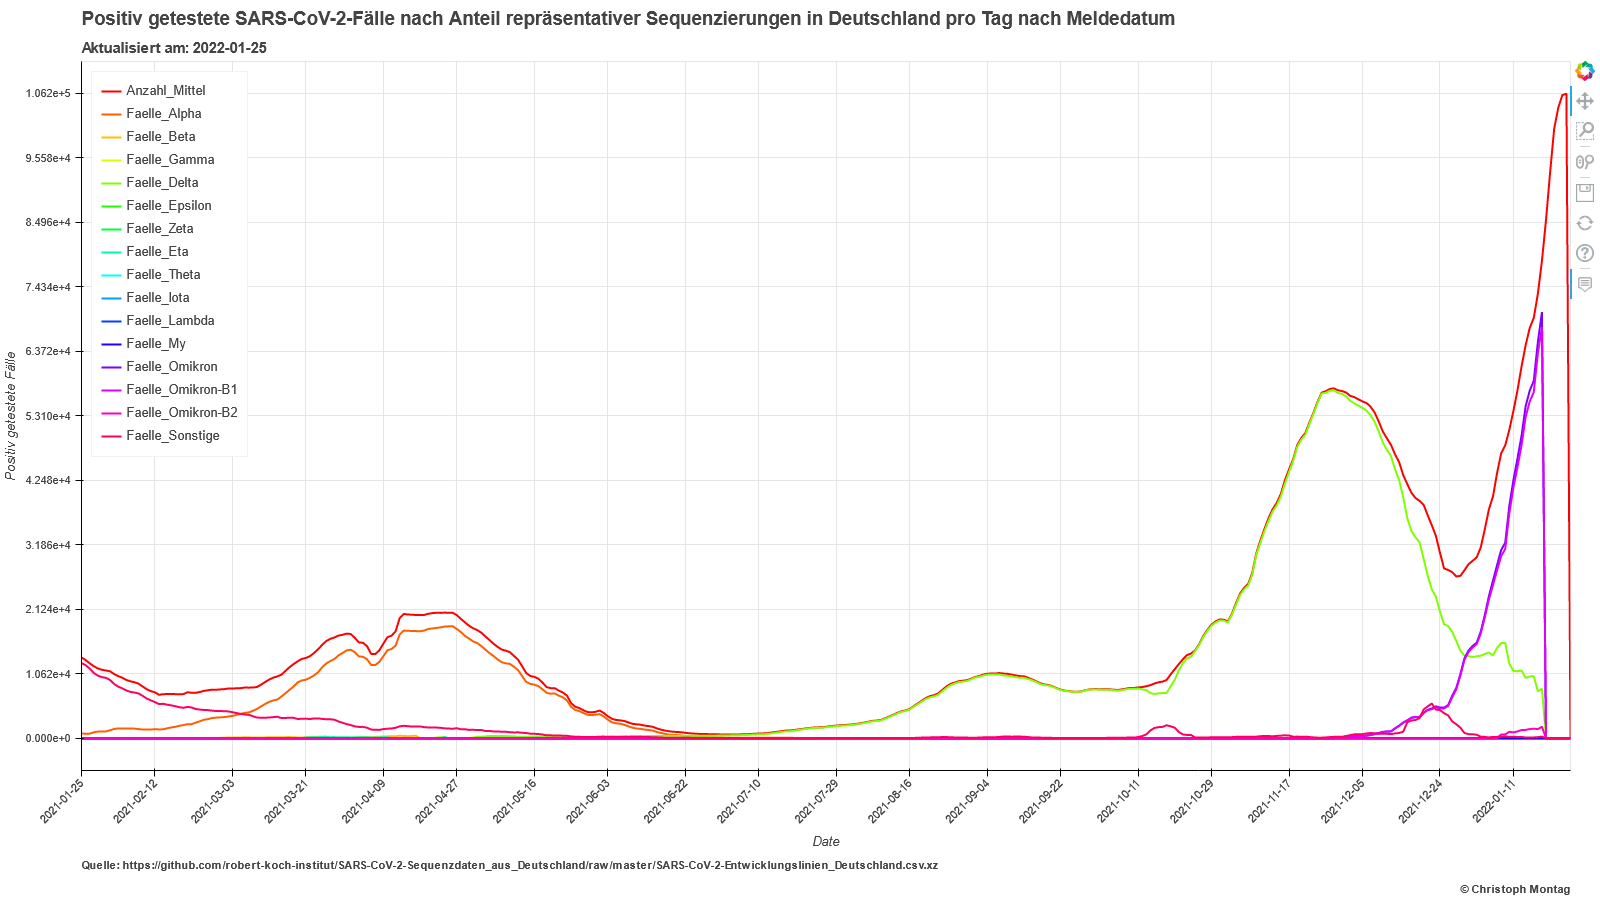 Positiv getestete SARS-CoV-2-Fälle nach Anteil repräsentativer Sequenzierungen in Deutschland pro Tag nach Meldedatum
Aktualisiert am: 2022-01-25
Anzahl_Mittel
Faelle_Alpha
Faelle_Beta
Faelle_Gamma
Faelle_Delta
Faelle_Epsilon
Faelle_Zeta
Faelle_Eta
Faelle_Theta
Faelle_Iota
Faelle_Lambda
Faelle_My
Faelle_Omikron
Faelle_Omikron-B1
Faelle_Omikron-B2
Faelle_Sonstige
Positiv getestete Fälle
1.062e+5
9.558e+4
8.496e+4
7.434e+4
6.372e+4
5.310e+4
4.248e+4
3.186e+4
2.124e+4
1.062e+4
0.000e+0
2021-01-25
2021-02-12
2021-03-03
2021-03-21
2021-04-09
2021-04-27
2021-05-16
2021-06-03
2021-06-22
2021-07-10
2021-07-29
2021-08-16
2021-09-04
2021-09-22
2021-10-11
2021-10-29
2021-11-17
2021-12-05
2021-12-24
2022-01-11
Date
Quelle: https://github.com/robert-koch-institut/SARS-CoV-2-Sequenzdaten_aus_Deutschland/raw/master/SARS-CoV-2-Entwicklungslinien_Deutschland.csv.xz
© Christoph Montag